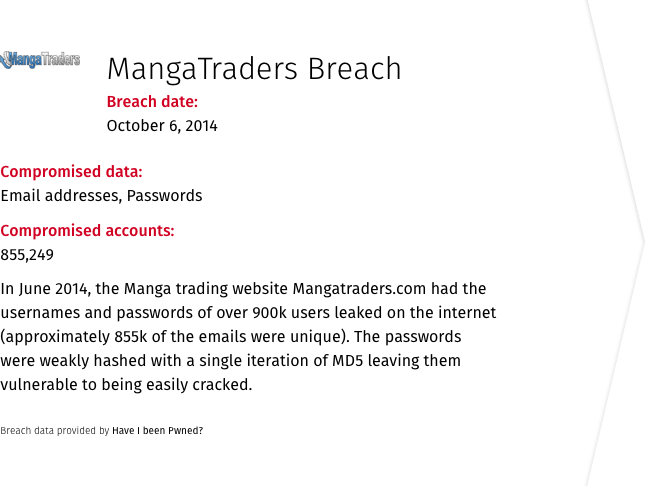 MangaTraders
MangaTraders Breach
Breach date:
October 6, 2014
Compromised data:
Email addresses, Passwords
Compromised accounts:
855,249
In June 2014, the Manga trading website Mangatraders.com had the
usernames and passwords of over 900k users leaked on the internet
(approximately 855k of the emails were unique). The passwords
were weakly hashed with a single iteration of MD5 leaving them
vulnerable to being easily cracked.
Breach data provided by Have I been Pwned?